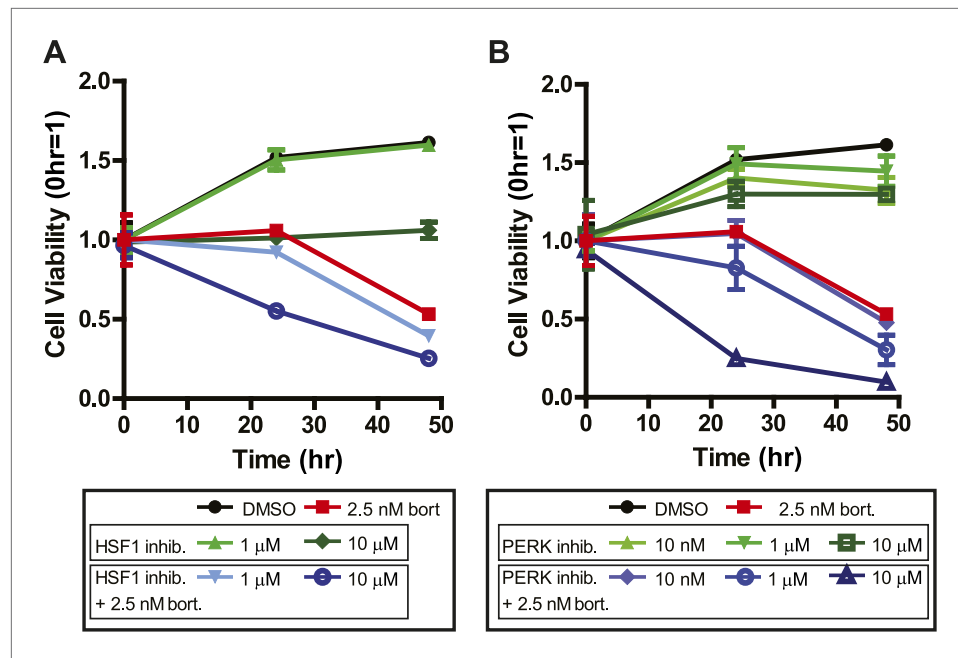 A
Cell Viability (0hr=1)
2.0
1.5
1.0
0.5
0.0
0 10 20 30 40 50
Time (hr)
DMSO 2.5 nM bort
HSF1 inhib. 1 μM 10 μM
HSF1 inhib. 1 μM 10 μM
+ 2.5 nM bort.
B
Cell Viability (0hr=1)
2.0
1.5
1.0
0.5
0.0
0 10 20 30 40 50
Time (hr)
DMSO 2.5 nM bort.
PERK inhib. 10 nM 1 μM 10 μM
PERK inhib. 10 nM 1 μM 10 μM
+ 2.5 nM bort.